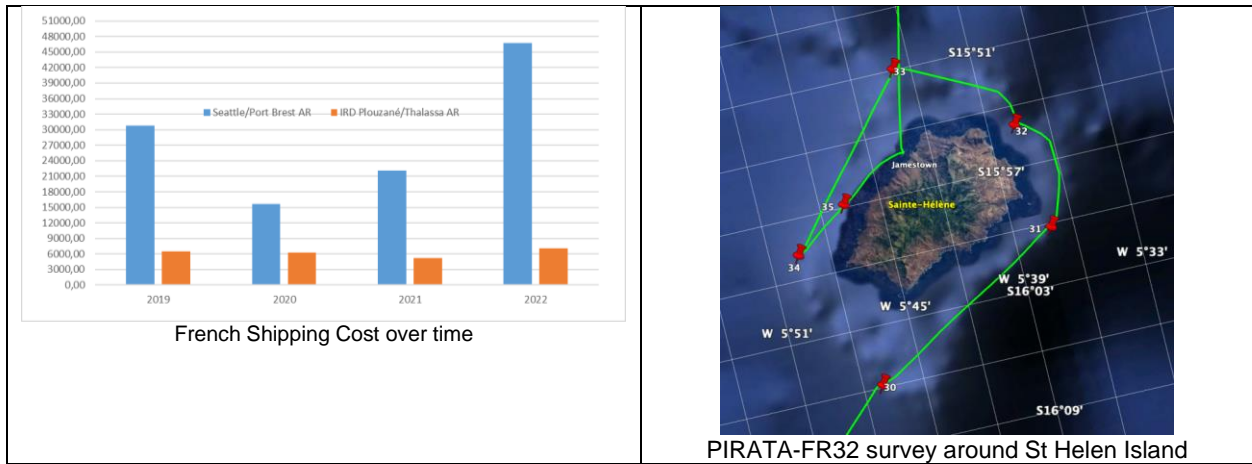 51000,00
48000,00
45000,00
42000,00
39000,00
36000,00
33000,00
30000,00
27000,00
24000,00
21000,00
18000,00
15000,00
12000,00
9000,00
6000,00
3000,00
0,00
Seattle/Port Brest AR IRD Plouzané/Thalassa AR
2019 2020 2021 2022
French Shipping Cost over time
S15°51'
33
32
Jamestown
S15°57'
35
Sainte-Hélène
31
W 5°33'
34
W 5°39'
S16°03'
W 5°45'
W 5°51'
30
S16°09'
PIRATA-FR32 survey around St Helen Island